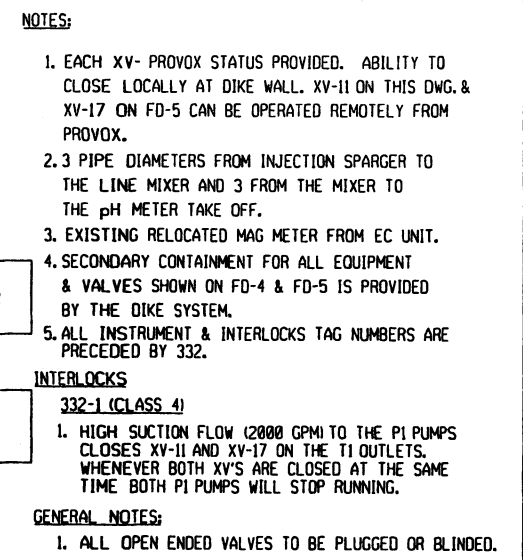 NOTES:
1. EACH XV- PROVOX STATUS PROVIDED. ABILITY TO
CLOSE LOCALLY AT DIKE WALL. XV-11 ON THIS DWG. &
XV-17 ON FD-5 CAN BE OPERATED REMOTELY FROM
PROVOX.
2. 3 PIPE DIAMETERS FROM INJECTION SPARGER TO
THE LINE MIXER AND 3 FROM THE MIXER TO
THE pH METER TAKE OFF.
3. EXISTING RELOCATED MAG METER FROM EC UNIT.
4. SECONDARY CONTAINMENT FOR ALL EQUIPMENT
& VALVES SHOWN ON FD-4 & FD-5 IS PROVIDED
BY THE DIKE SYSTEM.
5. ALL INSTRUMENT & INTERLOCKS TAG NUMBERS ARE
PRECEDED BY 332.
INTERLOCKS
332-1 (CLASS 4)
1. HIGH SUCTION FLOW (2000 GPM) TO THE P1 PUMPS
CLOSES XV-11 AND XV-17 ON THE T1 OUTLETS.
WHENEVER BOTH XV'S ARE CLOSED AT THE SAME
TIME BOTH P1 PUMPS WILL STOP RUNNING.
GENERAL NOTES:
1. ALL OPEN ENDED VALVES TO BE PLUGGED OR BLINDED.